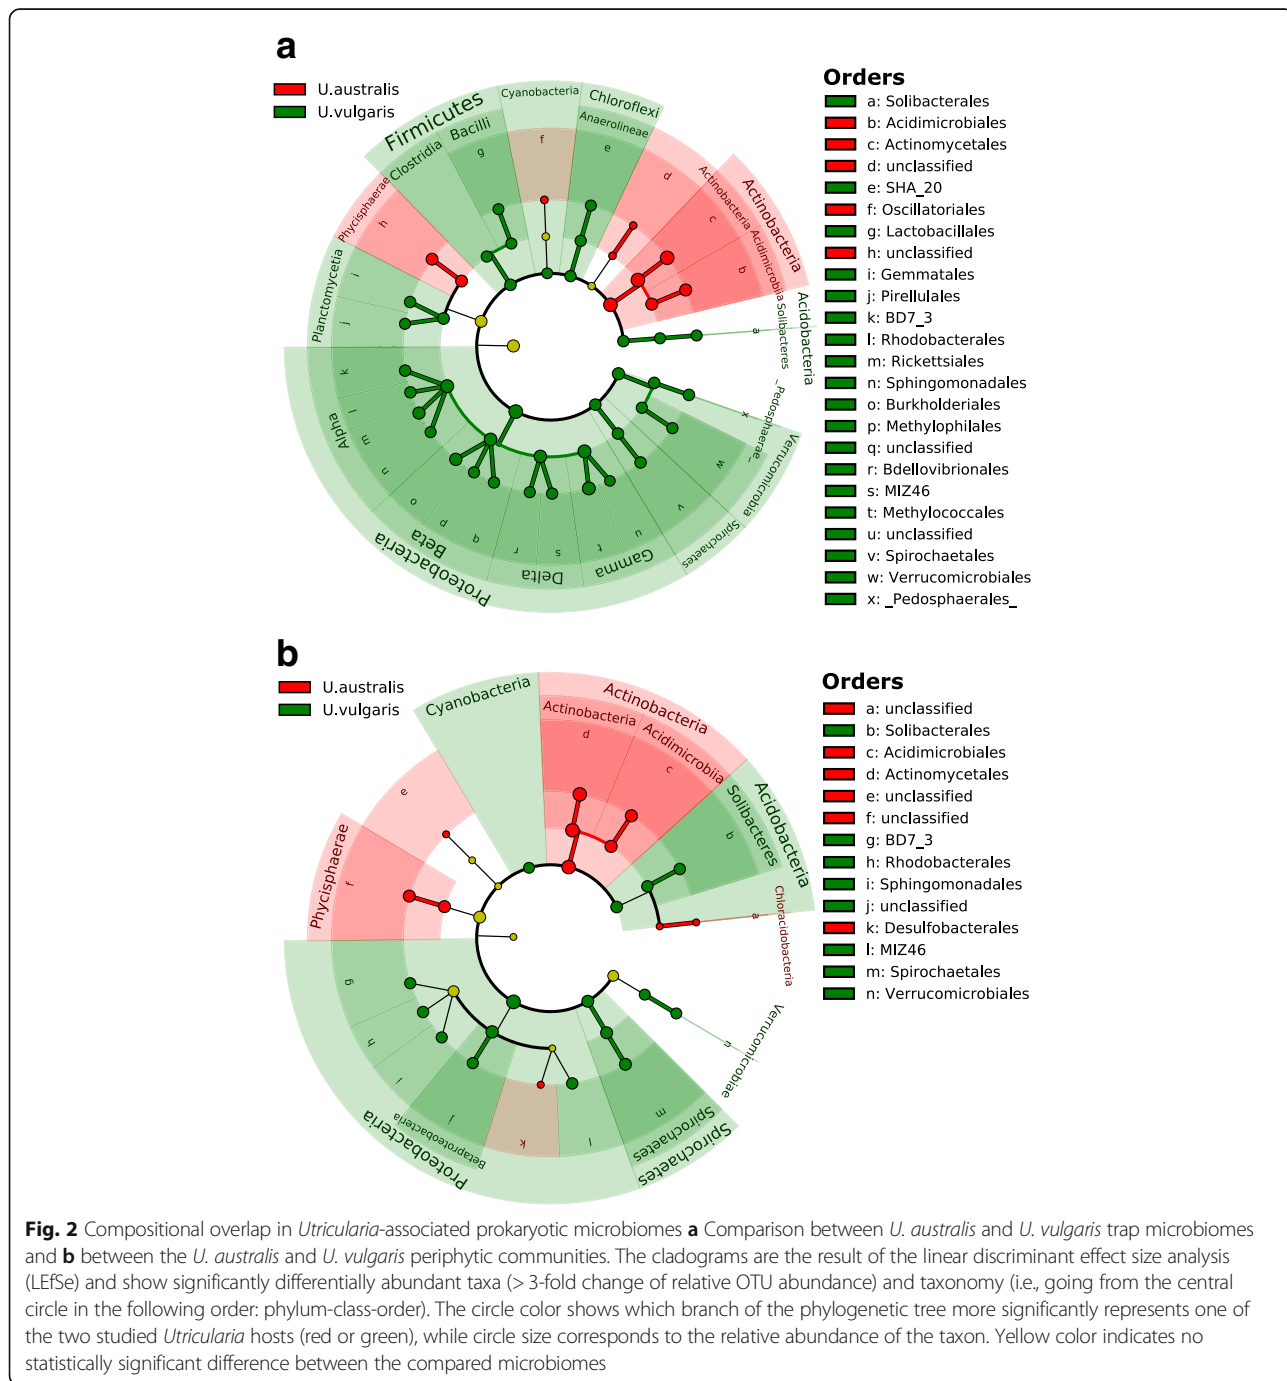 a
U.australis
U.vulgaris
Firmicutes
Clostridia
Bacilli
g
Cyanobacteria
f
Chloroflexi
Anaerolineae
e
d
Actinobacteria
Actinobacteria
c
Acidimicrobiia
b
Acidobacteria
Solibacteres
a
Phycisphaerae
h
Planctomycetia
i
j
k
l
m
n
Alpha
o
p
q
Beta
Proteobacteria
r
s
Delta
t
u
Gamma
v
Spirochaetes
w
Verrucomicrobia
x
_Pedosphaerae_
Orders
a: Solibacterales
b: Acidimicrobiales
c: Actinomycetales
d: unclassified
e: SHA_20
f: Oscillatoriales
g: Lactobacillales
h: unclassified
i: Gemmatales
j: Pirellulales
k: BD7_3
l: Rhodobacterales
m: Rickettsiales
n: Sphingomonadales
o: Burkholderiales
p: Methylophilales
q: unclassified
r: Bdellovibrionales
s: MIZ46
t: Methylococcales
u: unclassified
v: Spirochaetales
w: Verrucomicrobiales
x: _Pedosphaerales_
b
U.australis
U.vulgaris
Cyanobacteria
Actinobacteria
Actinobacteria
d
Acidimicrobiia
c
Acidobacteria
Solibacteres
b
Chloracidobacteria
a
e
Phycisphaerae
f
g
h
i
j
Betaproteobacteria
Proteobacteria
k
l
m
Spirochaetes
Spirochaetes
n
Verrucomicrobiae
Orders
a: unclassified
b: Solibacterales
c: Acidimicrobiales
d: Actinomycetales
e: unclassified
f: unclassified
g: BD7_3
h: Rhodobacterales
i: Sphingomonadales
j: unclassified
k: Desulfobacterales
l: MIZ46
m: Spirochaetales
n: Verrucomicrobiales
Fig. 2 Compositional overlap in Utricularia-associated prokaryotic microbiomes a Comparison between U. australis and U. vulgaris trap microbiomes
and b between the U. australis and U. vulgaris periphytic communities. The cladograms are the result of the linear discriminant effect size analysis
(LEfSe) and show significantly differentially abundant taxa (> 3-fold change of relative OTU abundance) and taxonomy (i.e., going from the central
circle in the following order: phylum-class-order). The circle color shows which branch of the phylogenetic tree more significantly represents one of
the two studied Utricularia hosts (red or green), while circle size corresponds to the relative abundance of the taxon. Yellow color indicates no
statistically significant difference between the compared microbiomes